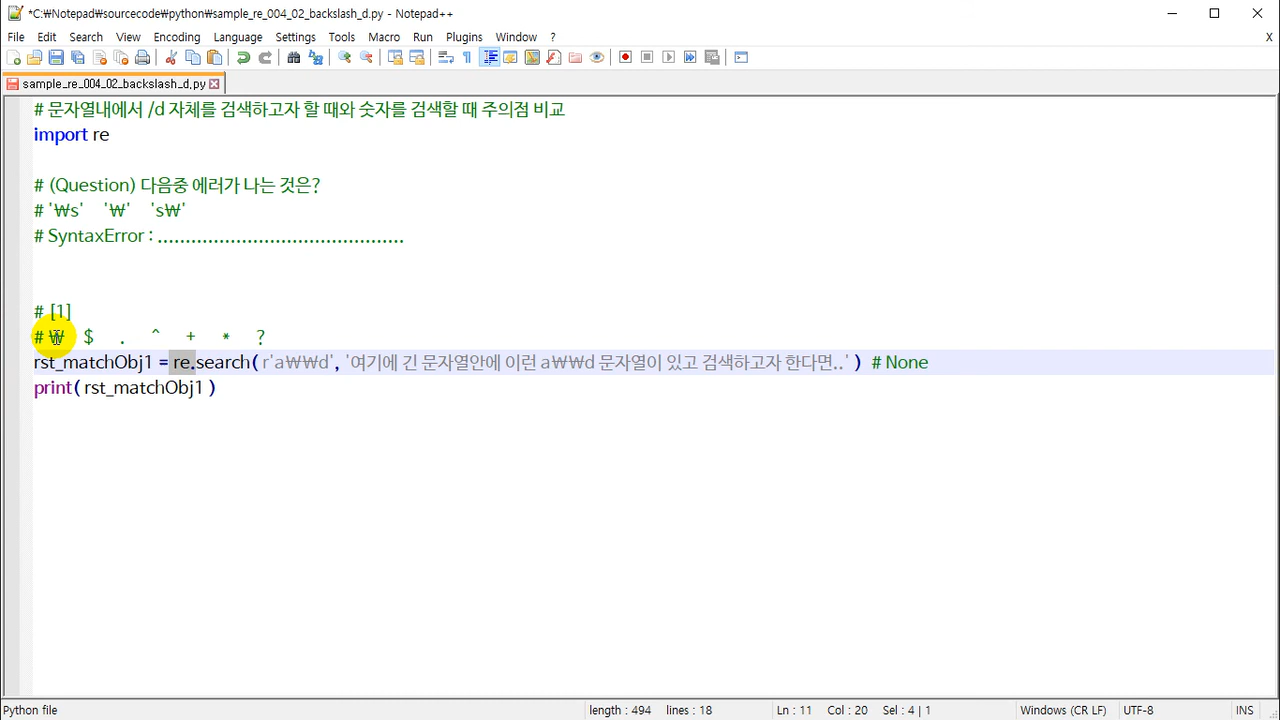 *C:₩Notepad₩sourcecode₩python₩sample_re_004_02_backslash_d.py - Notepad++
File Edit Search View Encoding Language Settings Tools Macro Run Plugins Window ? X
sample_re_004_02_backslash_d.py
# 문자열내에서 /d 자체를 검색하고자 할 때와 숫자를 검색할 때 주의점 비교
import re
# (Question) 다음중 에러가 나는 것은?
# '₩s' '₩' 's₩'
# SyntaxError : ............................................
# [1]
# ₩ $ . ^ + * ?
rst_matchObj1 = re.search( r'a₩₩d', '여기에 긴 문자열안에 이런 a₩₩d 문자열이 있고 검색하고자 한다면..' ) # None
print( rst_matchObj1 )
Python file length : 494 lines : 18 Ln : 11 Col : 20 Sel : 4 | 1 Windows (CR LF) UTF-8 INS